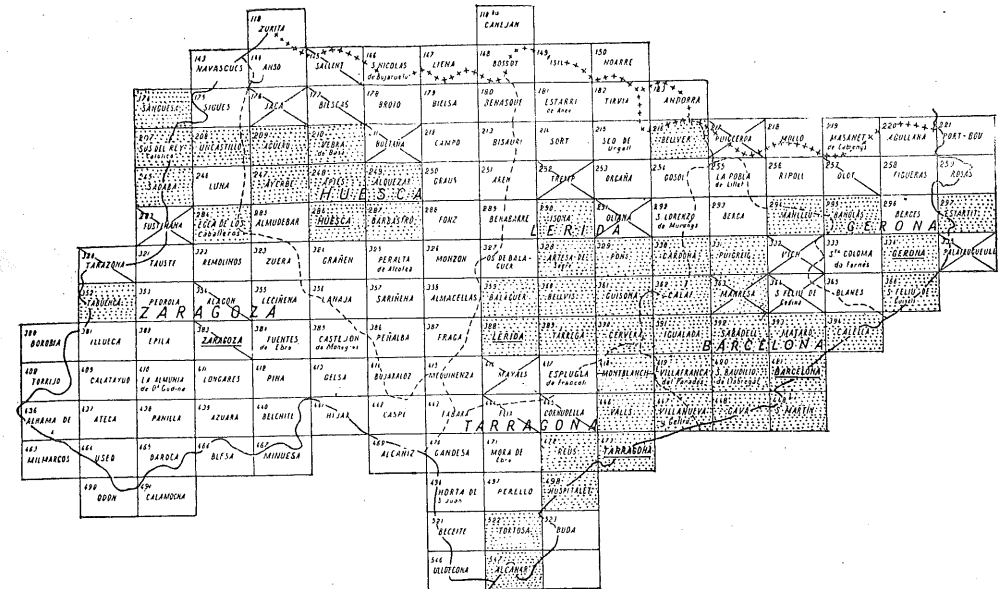 118
ZURITA
118 bis
CANEJAN
143
NAVASCUES
144
ANSO
145
SALLENT
146
S. NICOLAS
de Bujaruelo
147
LIENA
148
BOSSOT
149
ISIL
150
NOARRE
174
SANGUESA
175
SIGUES
176
JACA
177
BIESCAS
178
BROTO
179
BIELSA
180
BENASQUE
181
ESTARRI
de Aneu
182
TIRVIA
183
ANDORRA
207
SOS DEL REY
Catolico
208
UNCASTILLO
209
AGUERO
210
YEBRA
de Basa
211
BOLTAÑA
212
CAMPO
213
BISAURI
214
SORT
215
SEO DE
Urgell
216
BELLVER
217
PUIGCERDA
218
MOLLO
219
MASANET
de Cabrenys
220
AGULLANA
221
PORT-BOU
245
SADABA
246
LUNA
247
AYERBE
248
APIES
249
ALQUEZAR
250
GRAUS
251
AREN
252
TREMP
253
ORGAÑA
254
GOSOL
255
LA POBLA
de Lillet
256
RIPOLL
257
OLOT
258
FIGUERAS
259
ROSAS
HUESCA
283
FUSTIÑANA
284
EGEA DE LOS
Caballeros
285
ALMUDEBAR
286
HUESCA
287
BARBASTRO
288
FONZ
289
BENABARRE
290
ISONA
291
OLIANA
292
S. LORENZO
de Morunys
293
BERGA
294
MANLLEU
295
BAÑOLAS
296
BERGES
297
ESTARTIT
LERIDA
GERONA
320
TARAZONA
321
TAUSTE
322
REMOLINOS
323
ZUERA
324
GRAÑEN
325
PERALTA
de Alcofea
326
MONZON
327
OS DE BALA-
GUER
328
ARTESA DE
Segre
329
PONS
330
CARDONA
331
PUIGREIG
332
VICH
333
Sta COLOMA
de Farnés
334
GERONA
335
PALAFRUGUELL
352
TABUENCA
353
PEDROLA
354
ALAGON
355
LECIÑENA
356
LANAJA
357
SARIÑENA
358
ALMACELLAS
359
BALAGUER
360
BELLVIS
361
GUISONA
362
CALAF
363
MANRESA
364
S FELIU DE
Codina
365
BLANES
366
S. FELIU DE
Guixols
ZARAGOZA
380
BOROBIA
381
ILLUECA
382
EPILA
383
ZARAGOZA
384
FUENTES
de Ebro
385
CASTEJON
de Monegros
386
PEÑALBA
387
FRAGA
388
LERIDA
389
TARREGA
390
CERVERA
391
IGUALADA
392
SABADELL
393
MATARO
394
CALELLA
BARCELONA
408
TORRIJO
409
CALATAYUD
410
LA ALMUNIA
de Dª Godina
411
LONGARES
412
PINA
413
GELSA
414
BUJARALOZ
415
MEQUINENZA
416
MAYALS
417
ESPLUGLA
de Francoli
418
MONTBLANCH
419
VILLAFRANCA
del Panadés
420
S. BAUDILIO
de Llobregat
421
BARCELONA
436
ALHAMA DE
437
ATECA
438
PANILLA
439
AZUARA
440
BELCHITE
441
HIJAR
442
CASPE
443
FABARA
444
FLIX
445
CORNUDELLA
446
VALLS
447
VILLANUEVA
y Geltru
448
GAVA
S. MARTIN
TARRAGONA
463
MILMARCOS
464
USED
465
DAROCA
466
BLESA
467
MINUESA
469
ALCAÑIZ
470
GANDESA
471
MORA DE
Ebro
472
REUS
473
TARRAGONA
490
ODON
491
CALAMOCHA
496
HORTA DE
S Juan
497
PERELLO
498
HOSPITALET
521
BECEITE
522
TORTOSA
523
BUDA
546
ULLDECONA
547
ALCANAR